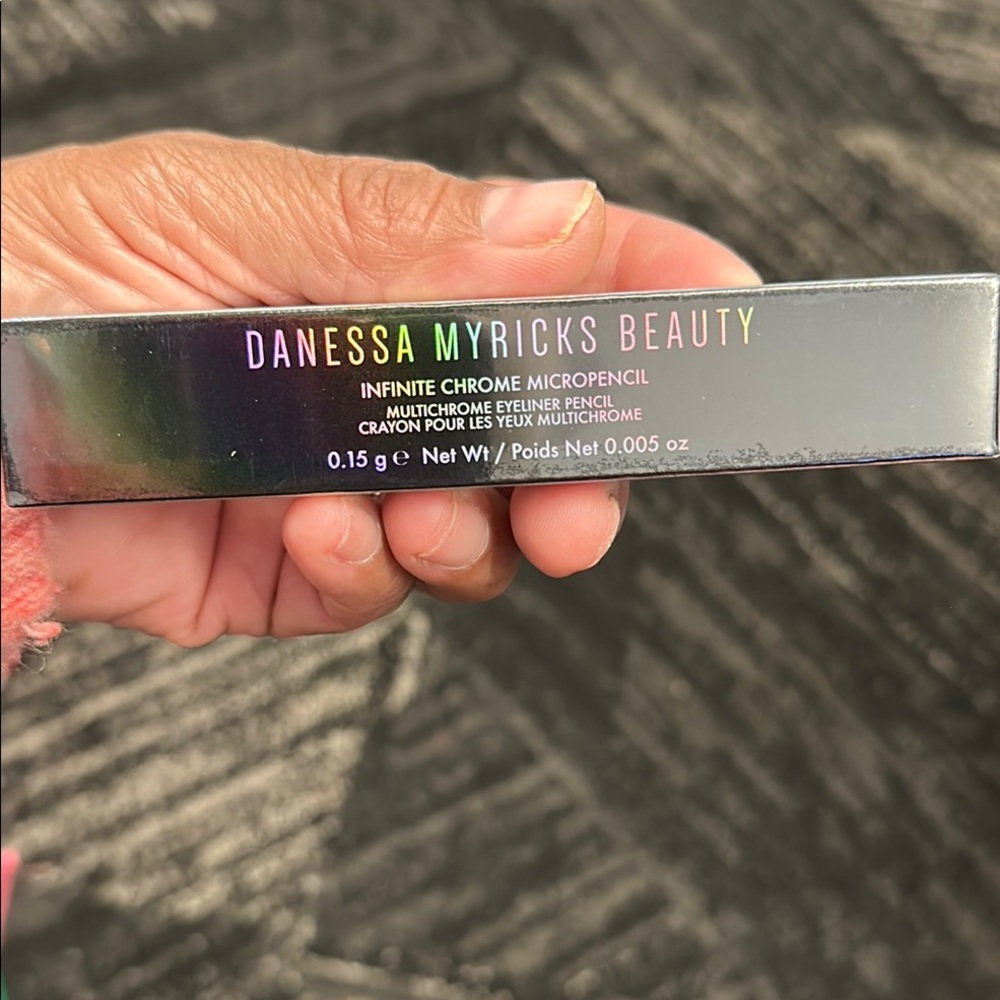 DANESSA MYRICKS BEAUTY
INFINITE CHROME MICROPENCIL
MULTICHROME EYELINER PENCIL
CRAYON POUR LES YEUX MULTICHROME
0.15 g ℮ Net Wt / Poids Net 0.005 oz